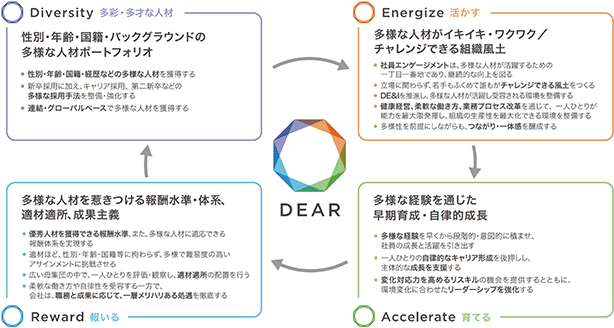 Diversity 多彩・多才な人材
性別・年齢・国籍・バックグラウンドの
多様な人材ポートフォリオ
性別・年齢・国籍・経歴などの多様な人材を獲得する
新卒採用に加え、キャリア採用、第二新卒などの
多様な採用手法を整備・強化する
連結・グローバルベースで多様な人材を獲得する
Energize 活かす
多様な人材がイキイキ・ワクワク／
チャレンジできる組織風土
社員エンゲージメントは、多様な人材が活躍するための
一丁目一番地であり、継続的な向上を図る
立場に関わらず、若手もふくめて誰もがチャレンジできる風土をつくる
DE&Iを推進し、多様な人材が活躍し受容される環境を整備する
健康経営、柔軟な働き方、業務プロセス改革を通じて、一人ひとりが
能力を最大限発揮し、組織の生産性を最大化できる環境を整備する
多様性を前提にしながらも、つながり・一体感を醸成する
DEAR
多様な人材を惹きつける報酬水準・体系、
適材適所、成果主義
優秀人材を獲得できる報酬水準、また、多様な人材に適応できる
報酬体系を実現する
適材ほど、性別・年齢・国籍等に拘わらず、多様で難易度の高い
アサインメントに挑戦させる
広い母集団の中で、一人ひとりを評価・観察し、適材適所の配置を行う
柔軟な働き方や自律性を受容する一方で、
会社は、職務と成果に応じて、一層メリハリある処遇を徹底する
Reward 報いる
多様な経験を通じた
早期育成・自律的成長
多様な経験を早くから段階的・意図的に積ませ、
社員の成長と活躍を引き出す
一人ひとりの自律的なキャリア形成を後押しし、
主体的な成長を支援する
変化対応力を高めるリスキルの機会を提供するとともに、
環境変化に合わせたリーダーシップを強化する
Accelerate 育てる